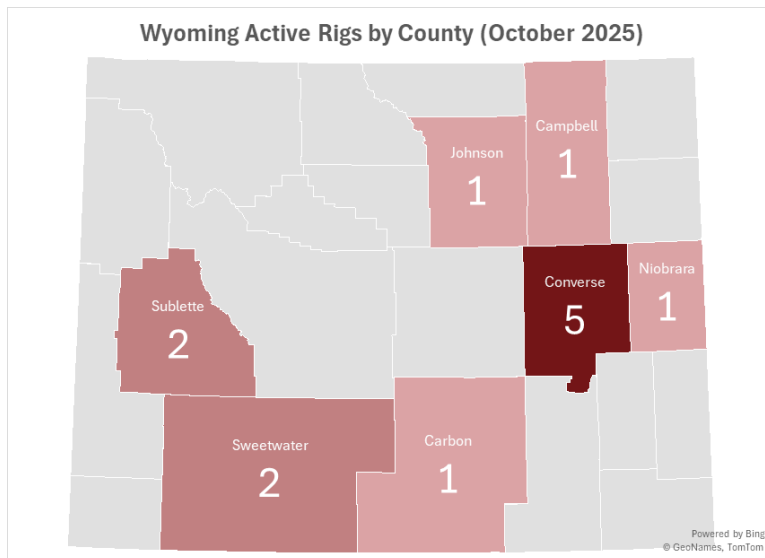 Wyoming Active Rigs by County (October 2025)
Campbell
1
Johnson
1
Niobrara
1
Converse
5
Sublette
2
Sweetwater
2
Carbon
1
Powered by Bing
© GeoNames, TomTom